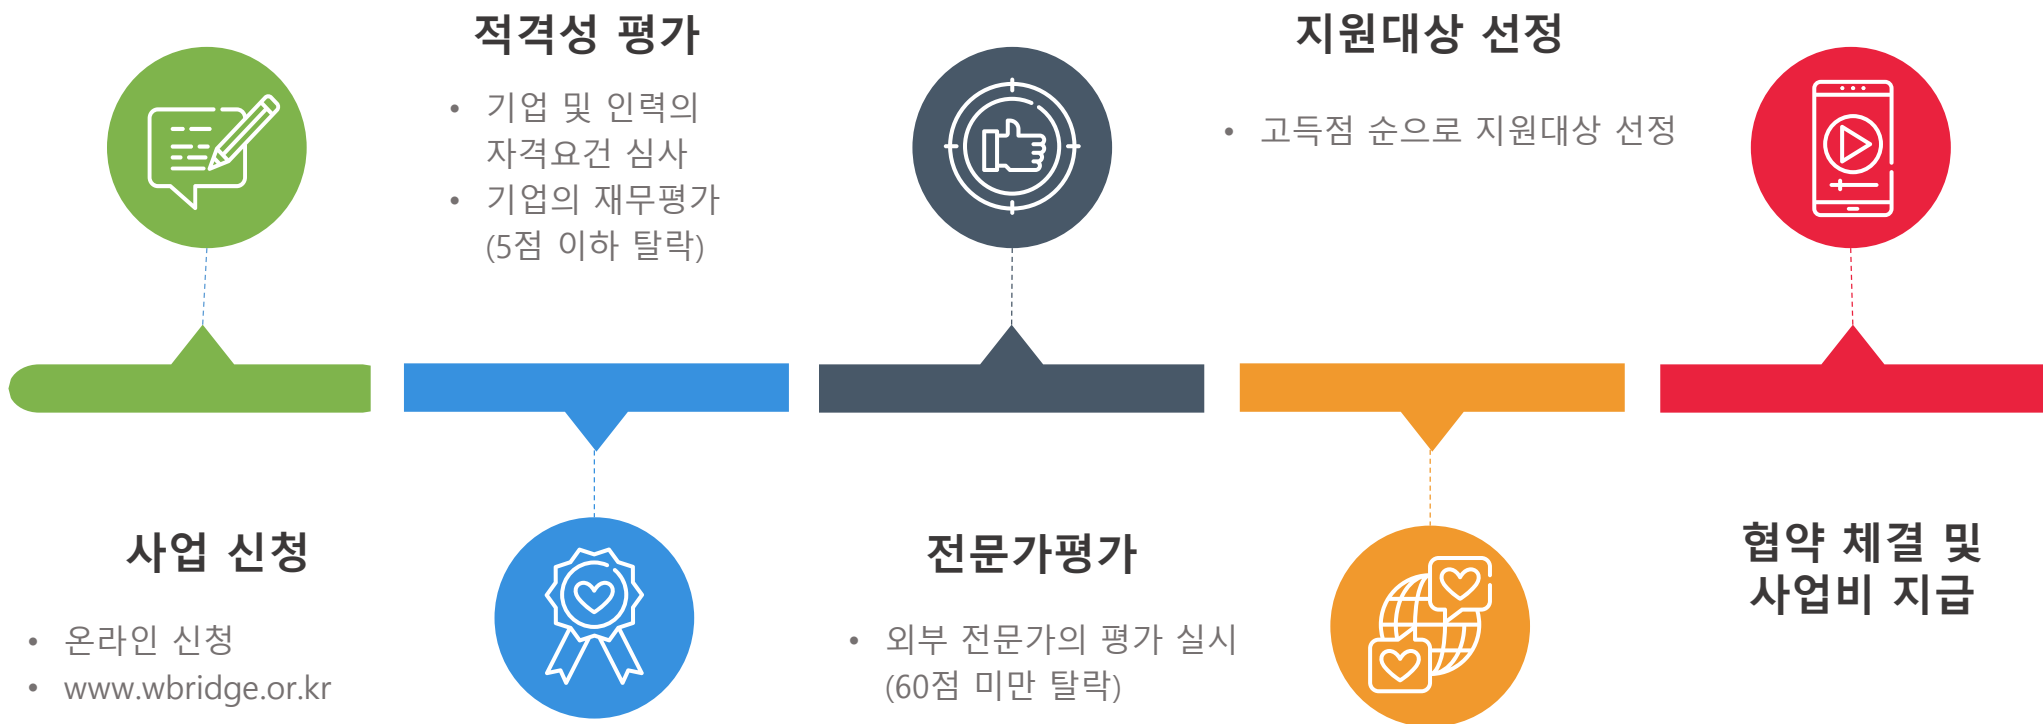 사업 신청
• 온라인 신청
• www.wbridge.or.kr
적격성 평가
• 기업 및 인력의
자격요건 심사
• 기업의 재무평가
(5점 이하 탈락)
전문가평가
• 외부 전문가의 평가 실시
(60점 미만 탈락)
지원대상 선정
• 고득점 순으로 지원대상 선정
협약 체결 및
사업비 지급